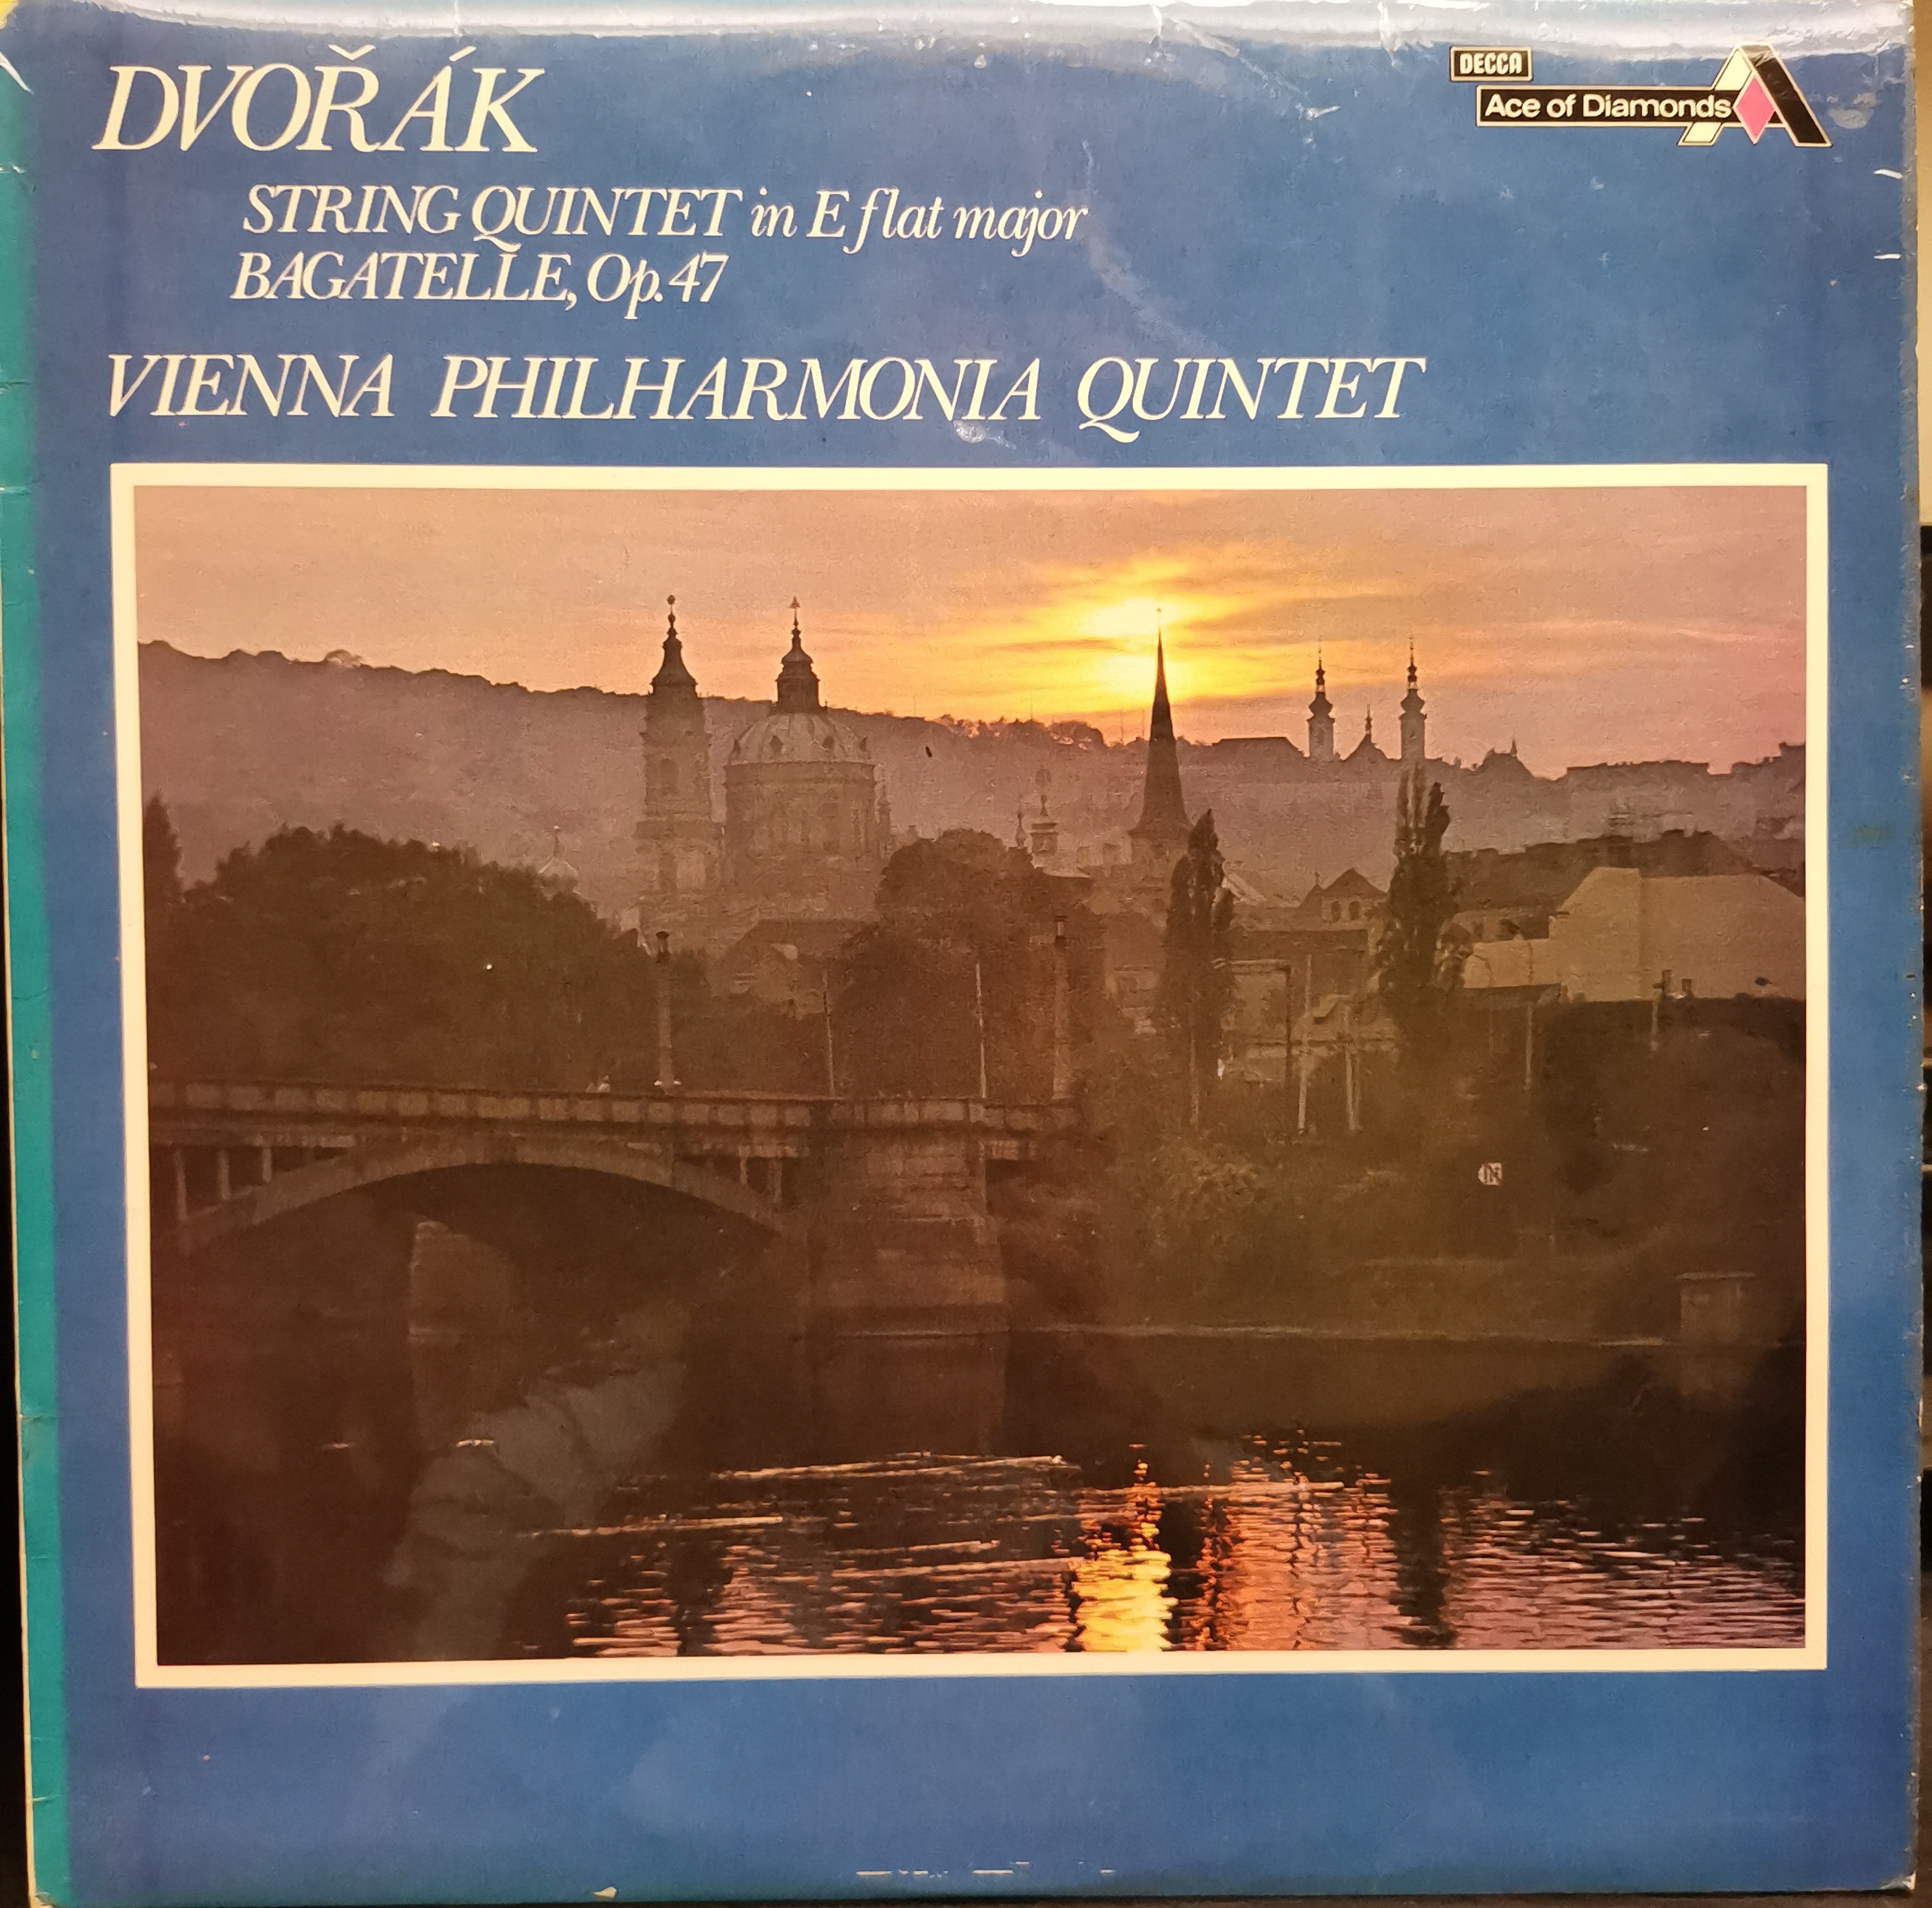 DVOŘÁK
DECCA
Ace of Diamonds
STRING QUINTET in E flat major
BAGATELLE, Op. 47
VIENNA PHILHARMONIA QUINTET